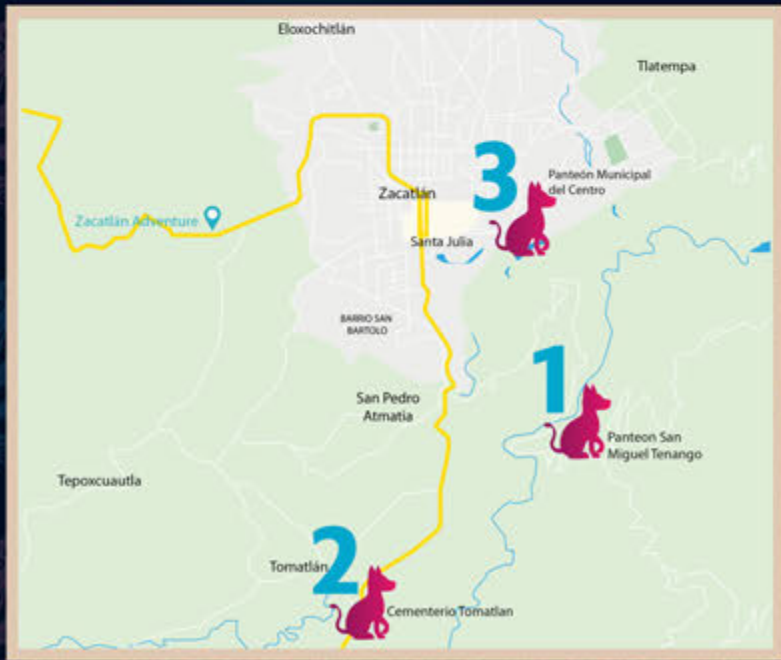 Eloxochitlán
Tlatempa
3
Panteón Municipal
del Centro
Zacatlán
Zacatlán Adventure
Santa Julia
BARRIO SAN
BARTOLO
1
San Pedro
Atmatla
Panteon San
Miguel Tenango
Tepoxcuautla
2
Tomatlán
Cementerio Tomatlan